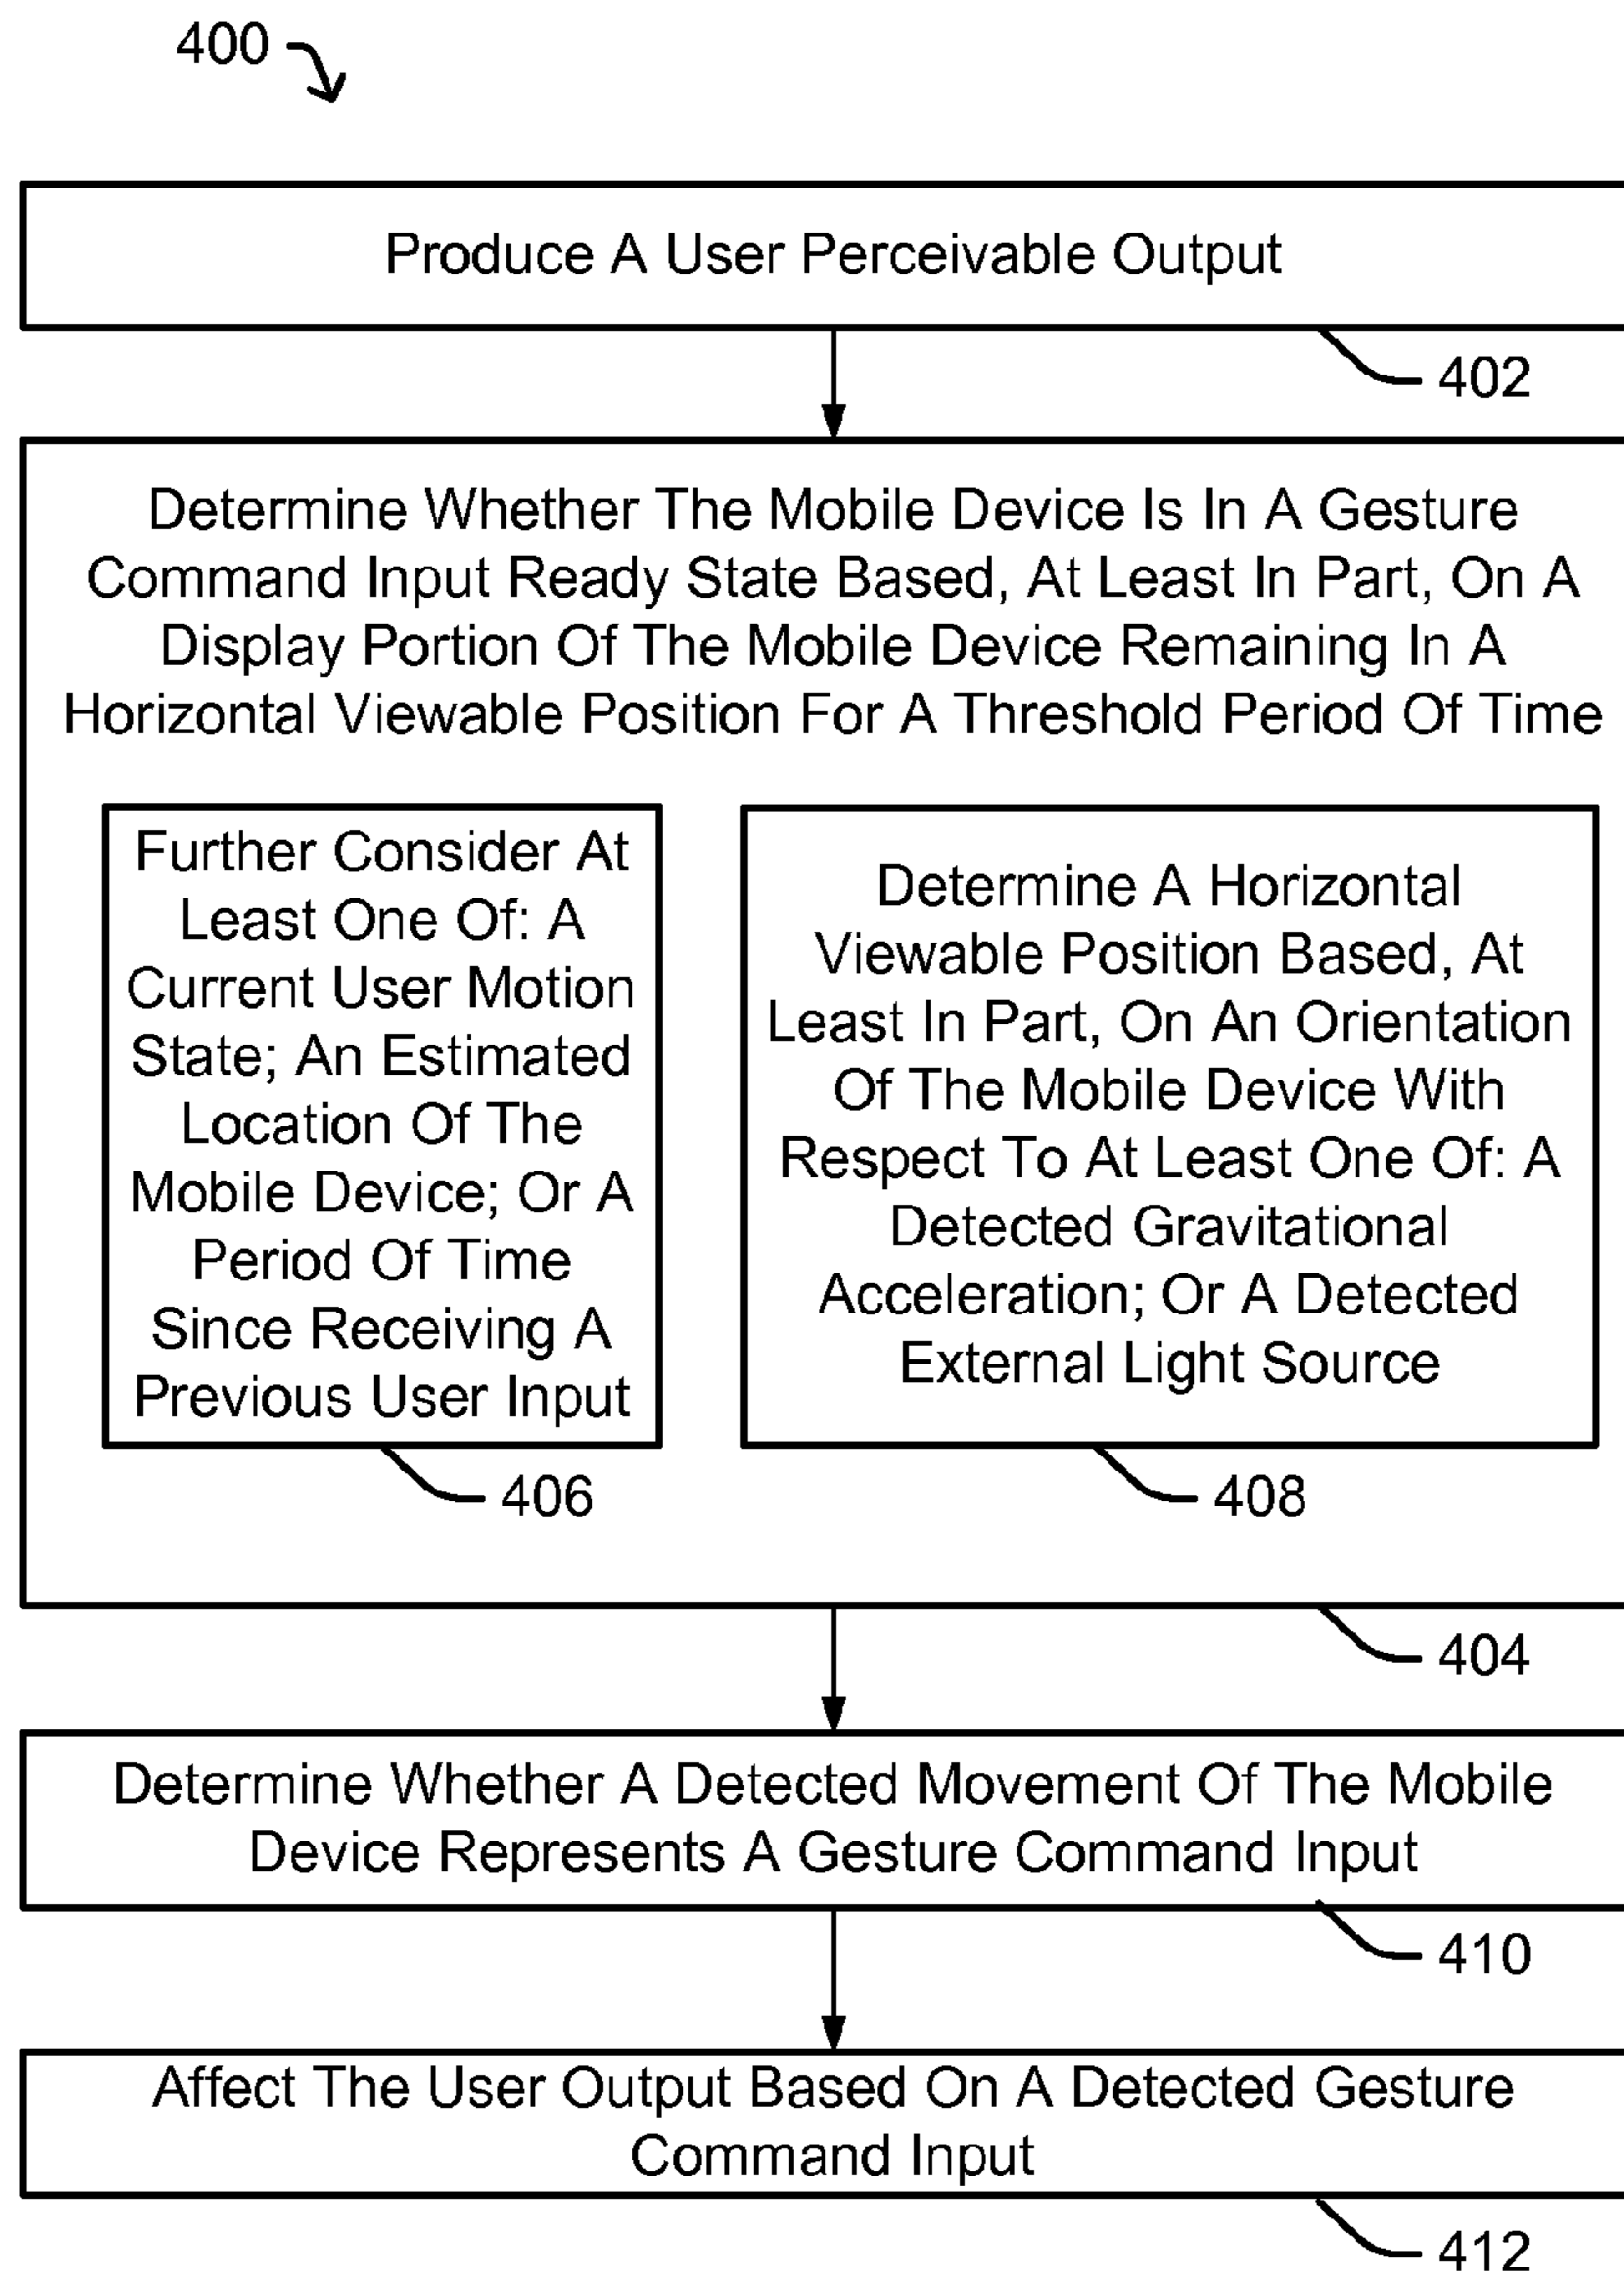 400
Produce A User Perceivable Output
402
Determine Whether The Mobile Device Is In A Gesture
Command Input Ready State Based, At Least In Part, On A
Display Portion Of The Mobile Device Remaining In A
Horizontal Viewable Position For A Threshold Period Of Time
Further Consider At
Least One Of: A
Current User Motion
State; An Estimated
Location Of The
Mobile Device; Or A
Period Of Time
Since Receiving A
Previous User Input
406
Determine A Horizontal
Viewable Position Based, At
Least In Part, On An Orientation
Of The Mobile Device With
Respect To At Least One Of: A
Detected Gravitational
Acceleration; Or A Detected
External Light Source
408
404
Determine Whether A Detected Movement Of The Mobile
Device Represents A Gesture Command Input
410
Affect The User Output Based On A Detected Gesture
Command Input
412